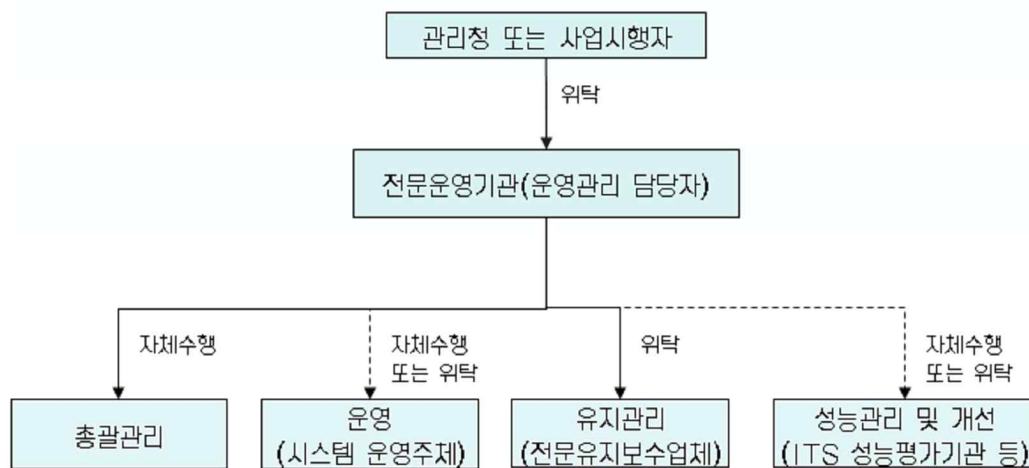 관리청 또는 사업시행자
위탁
전문운영기관(운영관리 담당자)
자체수행
자체수행
또는 위탁
위탁
자체수행
또는 위탁
총괄관리
운영
(시스템 운영주체)
유지관리
(전문유지보수업체)
성능관리 및 개선
(ITS 성능평가기관 등)